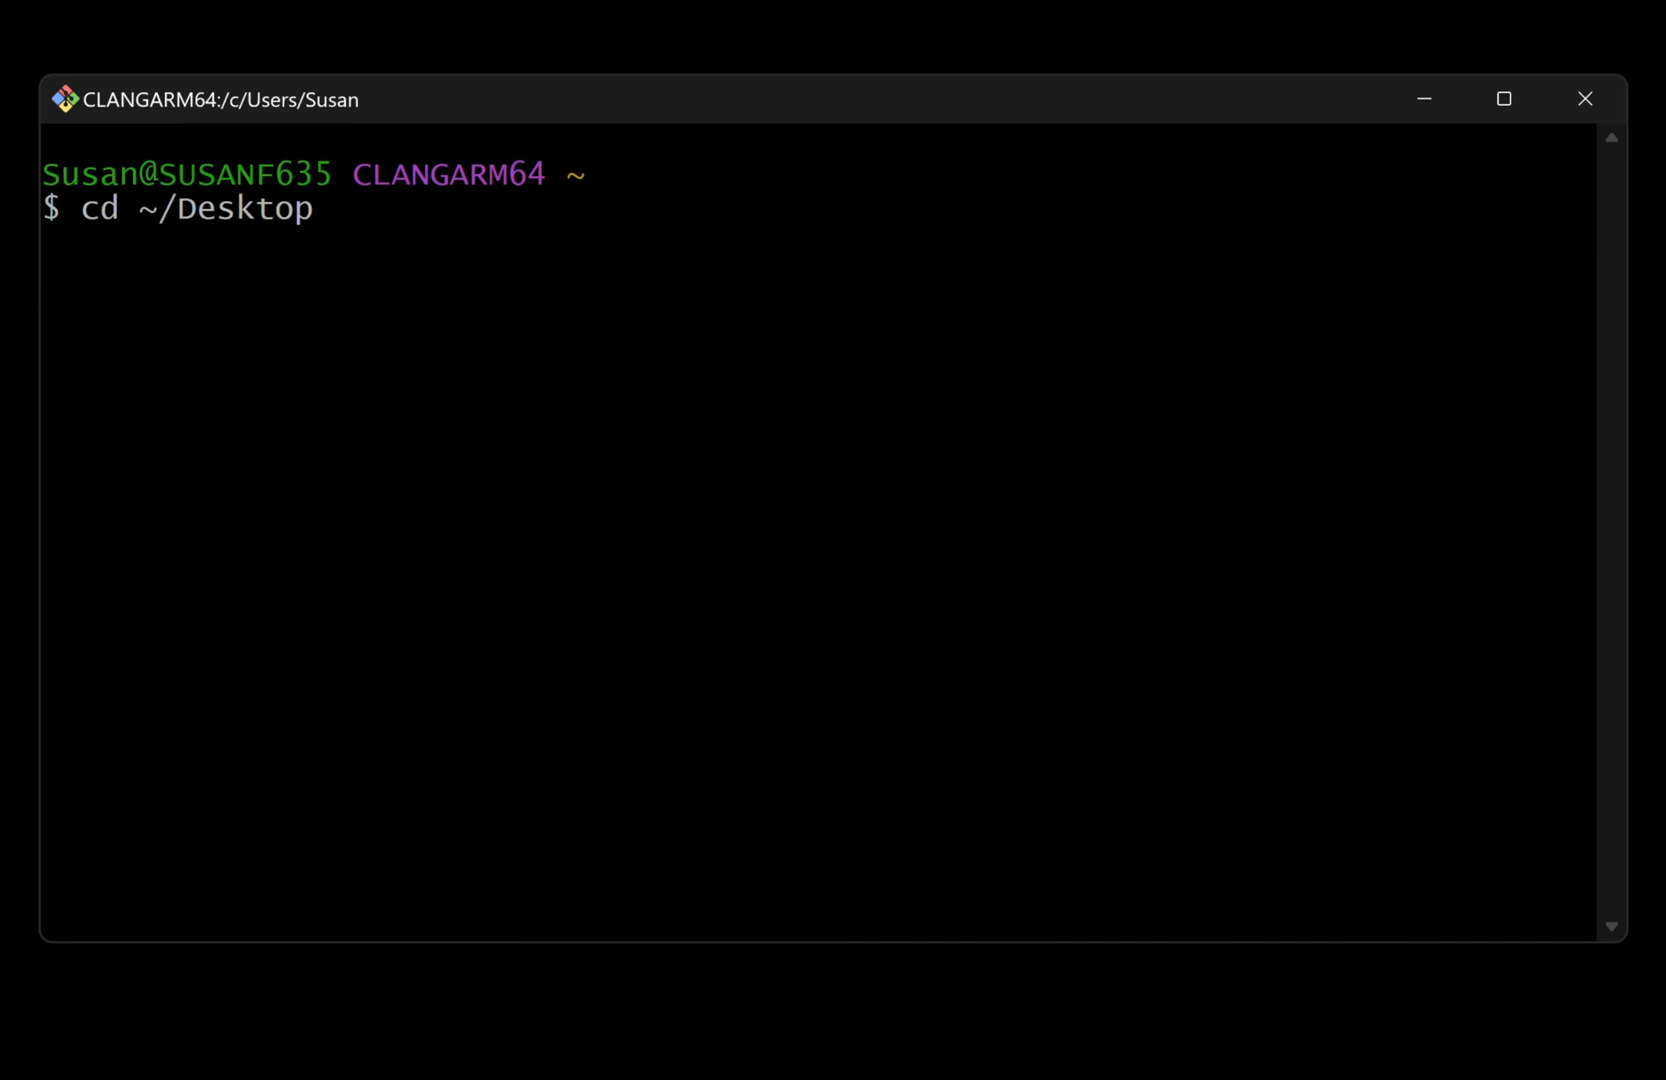 CLANGARM64:/c/Users/Susan
Susan@SUSANF635 CLANGARM64 ~
$ cd ~/Desktop